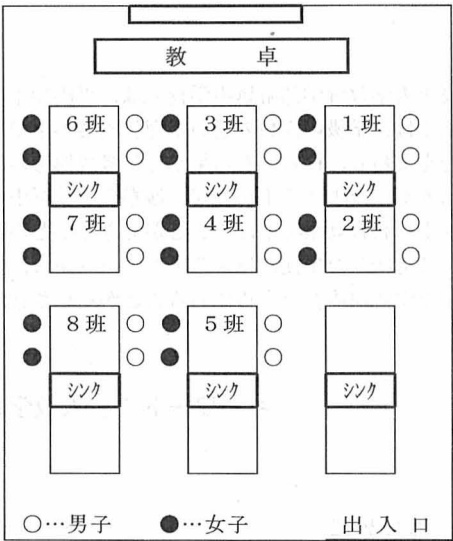 教 卓
6班 3班 1班
シンク シンク シンク
7班 4班 2班
8班 5班
シンク シンク シンク
○…男子 ●…女子 出入口